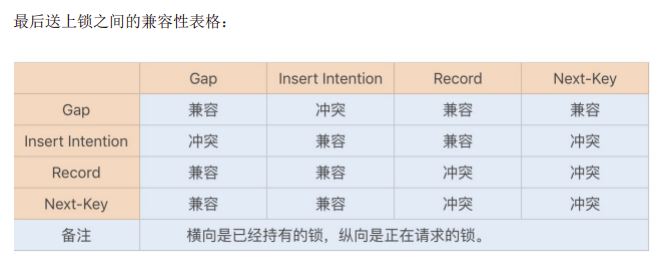 最后送上锁之间的兼容性表格：
Gap Insert Intention Record Next-Key
Gap 兼容 冲突 兼容 兼容
Insert Intention 冲突 兼容 兼容 冲突
Record 兼容 兼容 冲突 冲突
Next-Key 兼容 兼容 冲突 冲突
备注 横向是已经持有的锁，纵向是正在请求的锁。